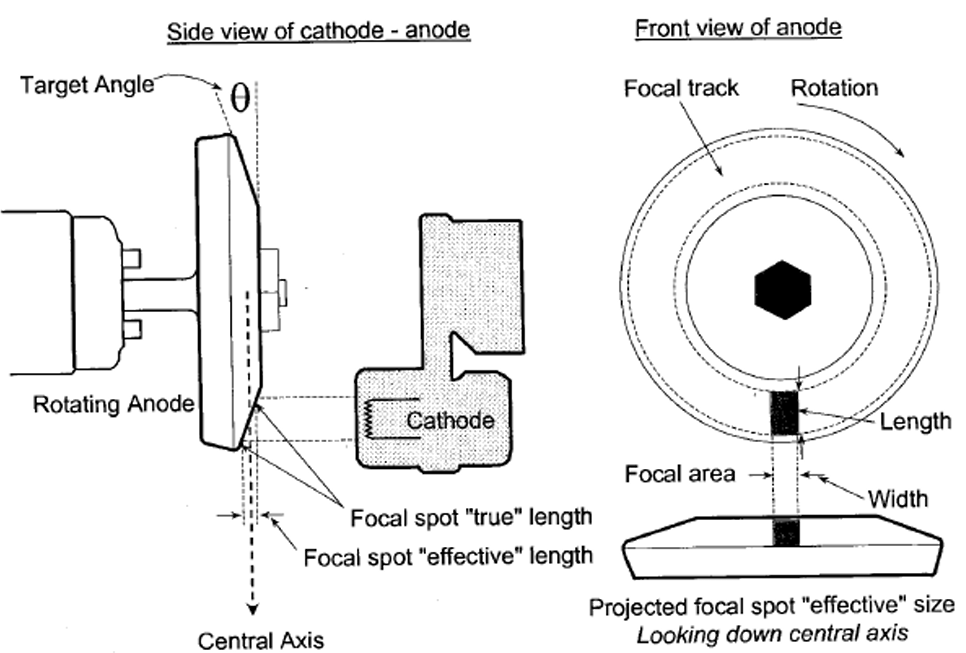 Side view of cathode - anode
Front view of anode
Target Angle
θ
Focal track
Rotation
Rotating Anode
Cathode
Length
Focal area
Width
Focal spot "true" length
Focal spot "effective" length
Central Axis
Projected focal spot "effective" size
Looking down central axis